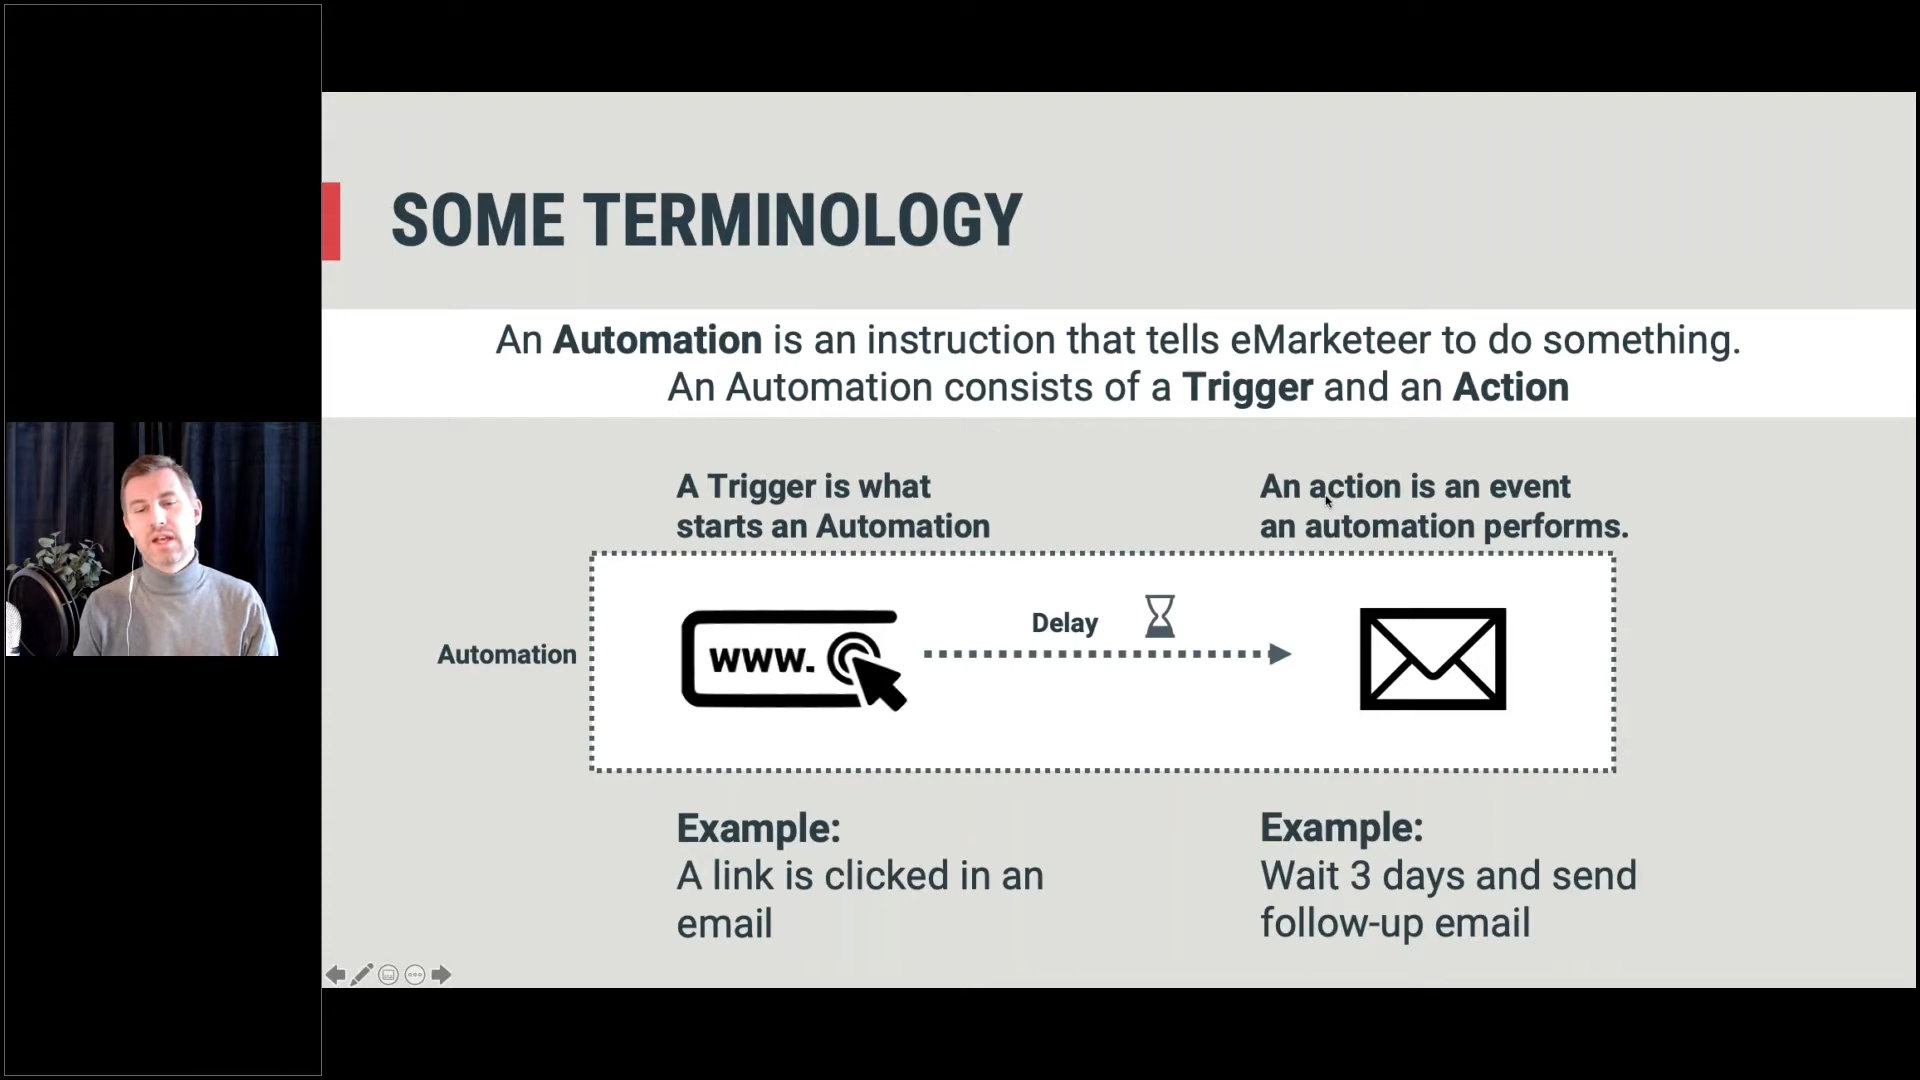 SOME TERMINOLOGY
An Automation is an instruction that tells eMarketeer to do something.
An Automation consists of a Trigger and an Action
A Trigger is what
starts an Automation
An action is an event
an automation performs.
Automation
www.
Delay
Example:
A link is clicked in an
email
Example:
Wait 3 days and send
follow-up email